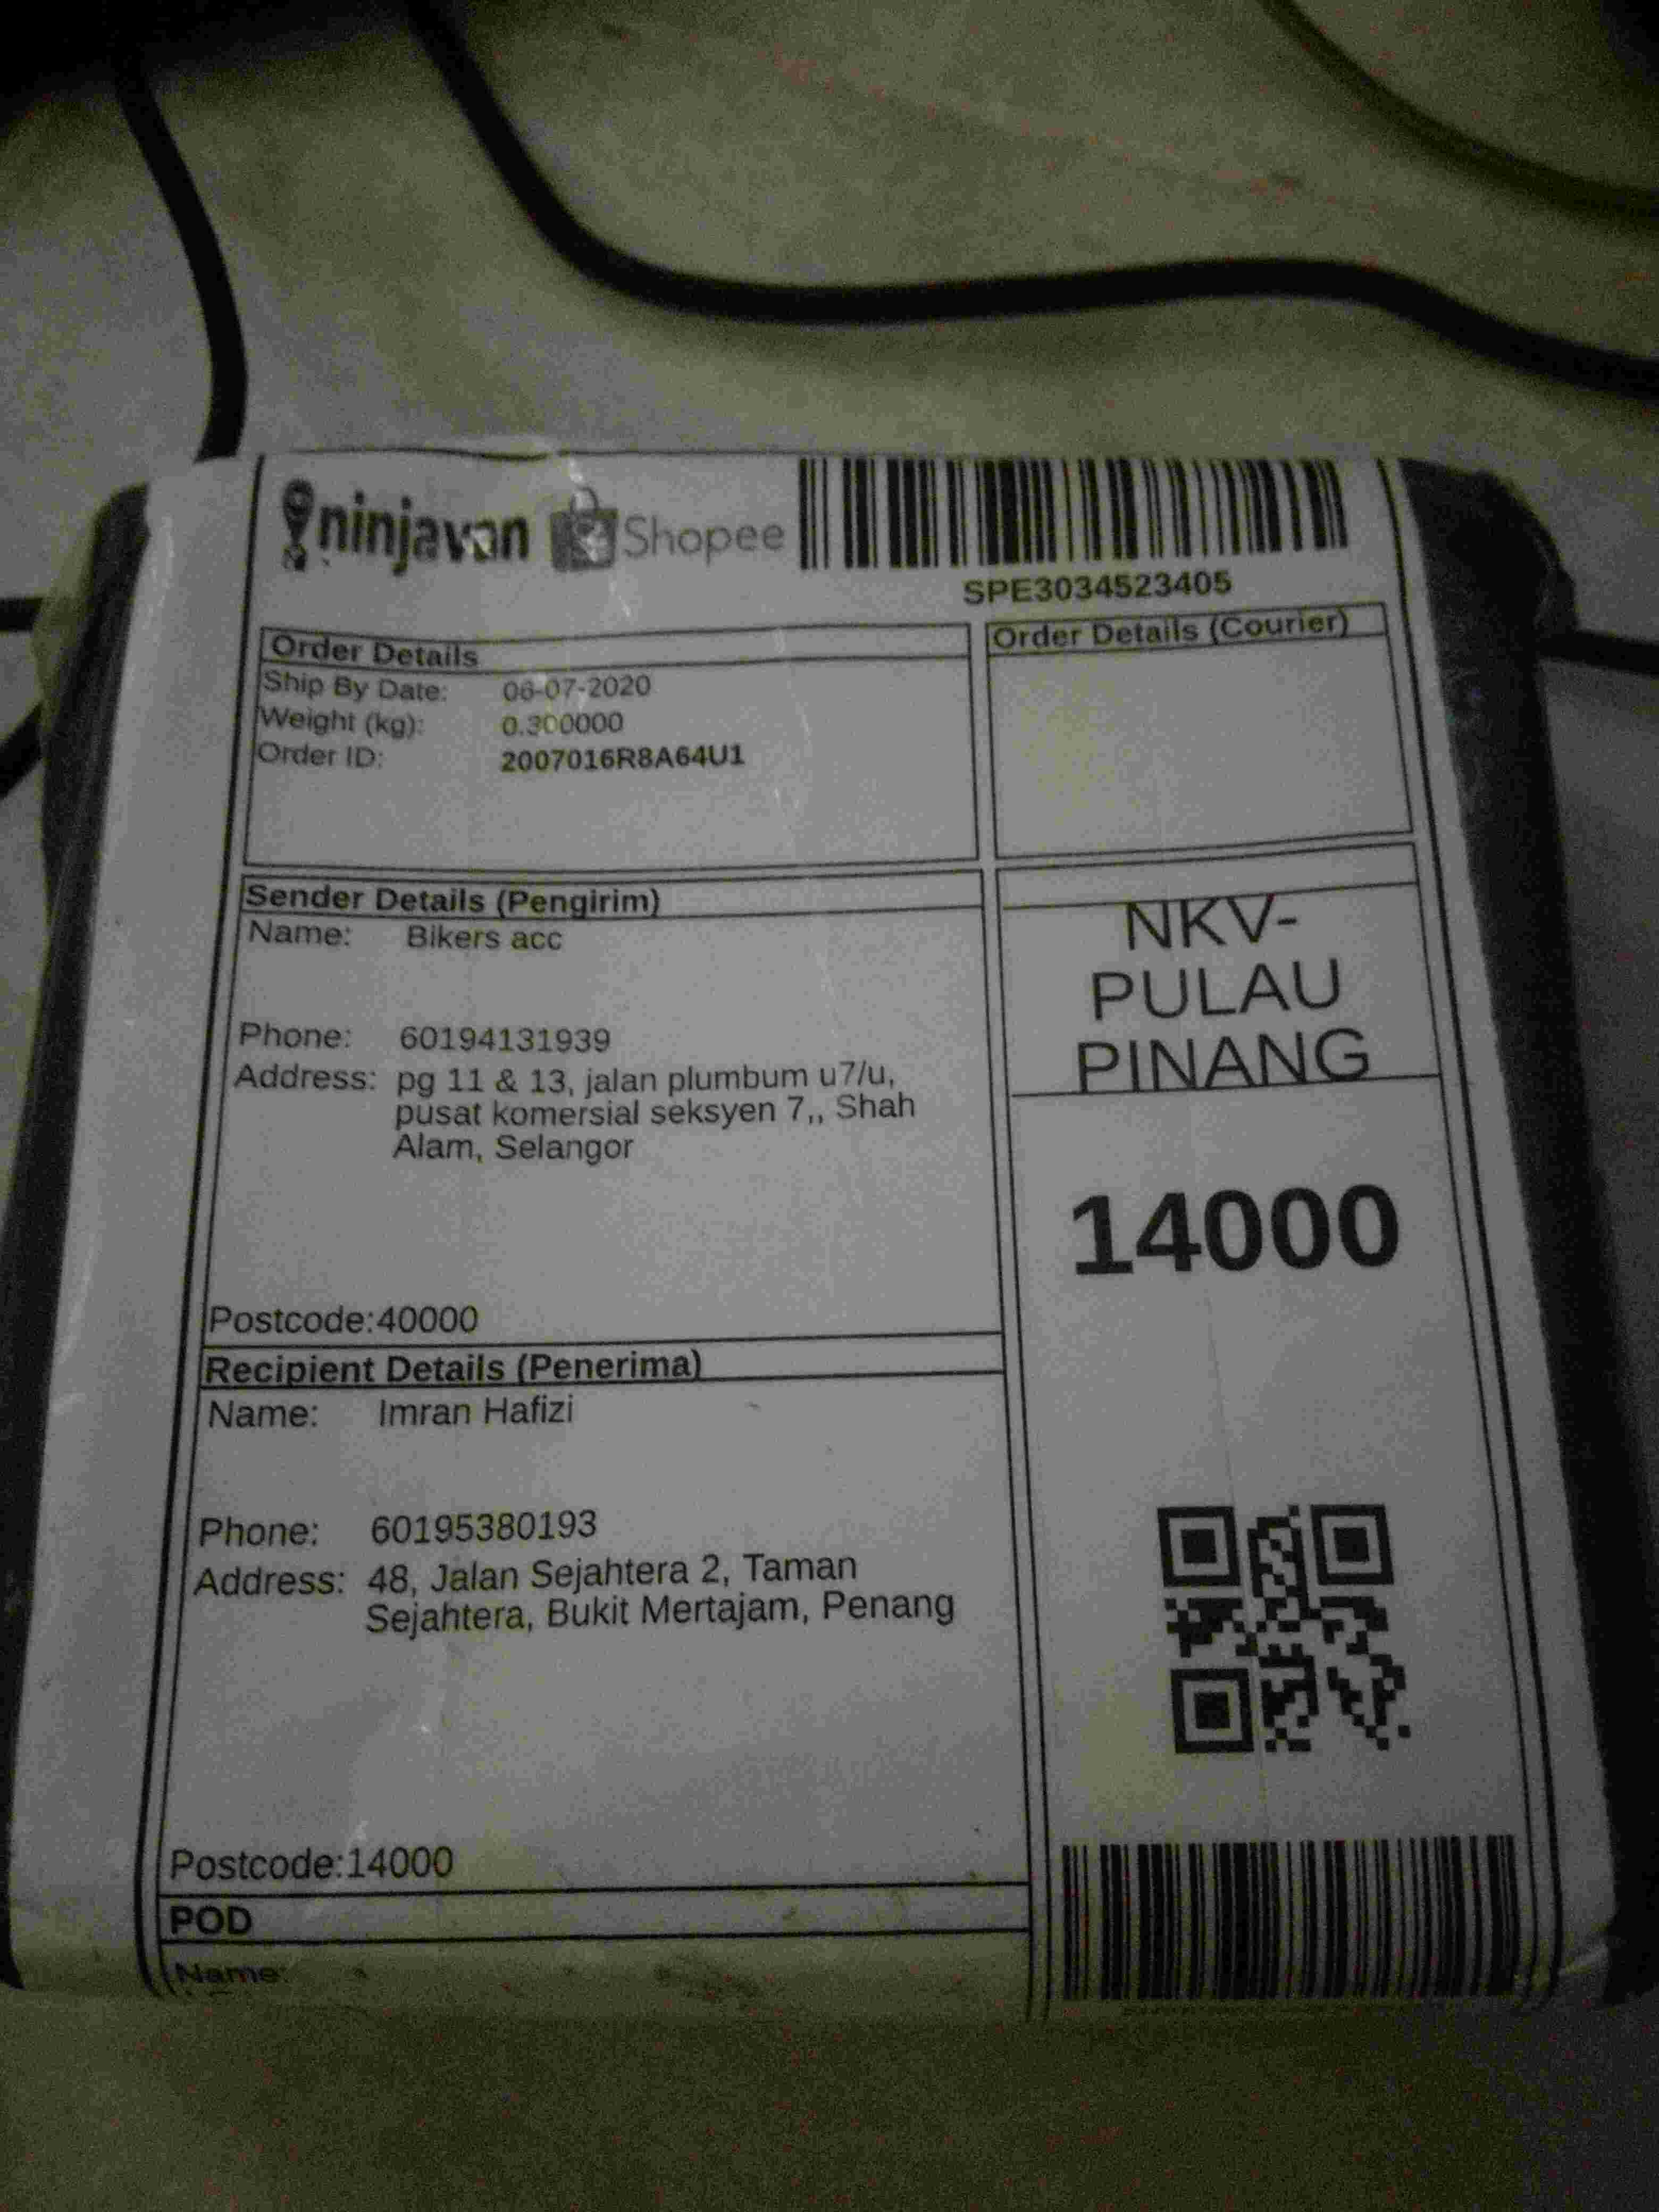 ninjavan Shopee
SPE3034523405
Order Details
Ship By Date: 06-07-2020
Weight (kg): 0.300000
Order ID: 2007016R8A64U1
Order Details (Courier)
Sender Details (Pengirim)
Name: Bikers acc
Phone: 60194131939
Address: pg 11 & 13, jalan plumbum u7/u,
pusat komersial seksyen 7,, Shah
Alam, Selangor
Postcode:40000
NKV-
PULAU
PINANG
14000
Recipient Details (Penerima)
Name: Imran Hafizi
Phone: 60195380193
Address: 48, Jalan Sejahtera 2, Taman
Sejahtera, Bukit Mertajam, Penang
Postcode:14000
POD
Name: